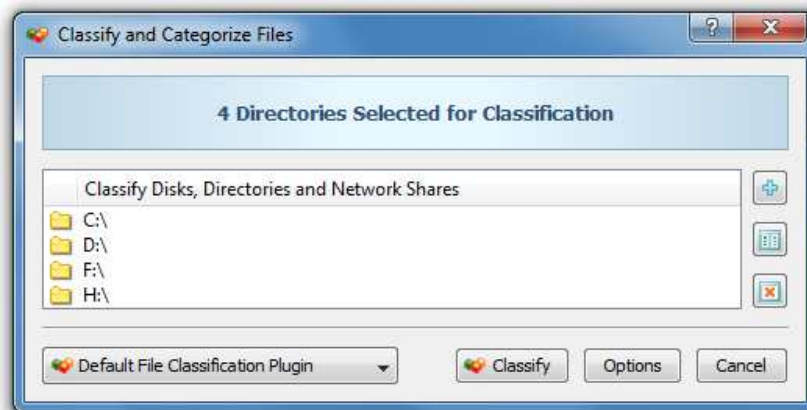 Classify and Categorize Files
4 Directories Selected for Classification
Classify Disks, Directories and Network Shares
C:\
D:\
F:\
H:\
Default File Classification Plugin
Classify
Options
Cancel